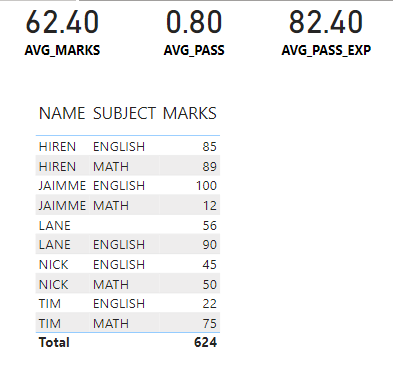 62.40 0.80 82.40
AVG_MARKS AVG_PASS AVG_PASS_EXP
NAME SUBJECT MARKS
HIREN ENGLISH 85
HIREN MATH 89
JAIMME ENGLISH 100
JAIMME MATH 12
LANE 56
LANE ENGLISH 90
NICK ENGLISH 45
NICK MATH 50
TIM ENGLISH 22
TIM MATH 75
Total 624